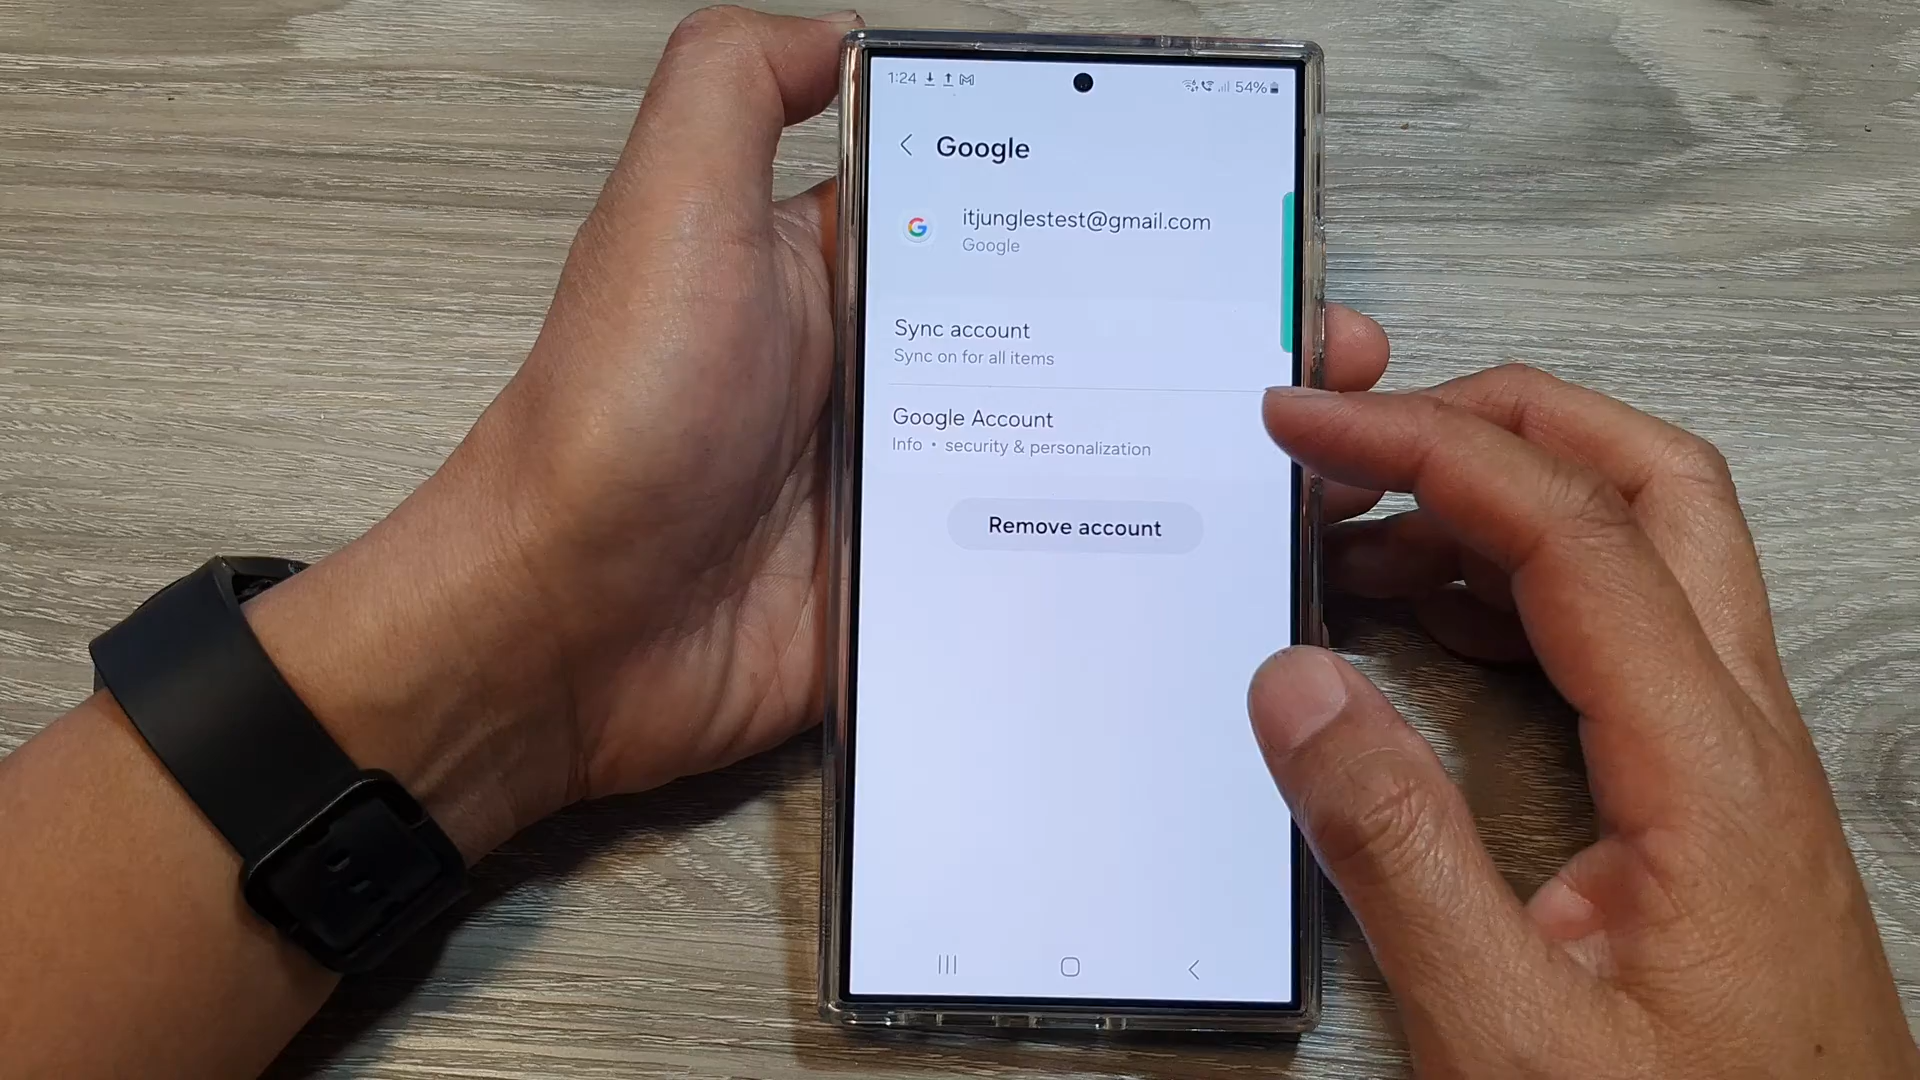 1:24 54%
Google
itjunglestest@gmail.com
Google
Sync account
Sync on for all items
Google Account
Info • security & personalization
Remove account